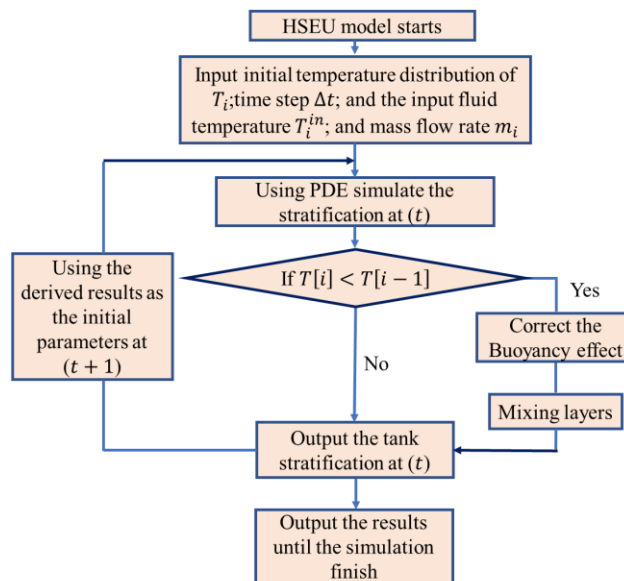 HSEU model starts
Input initial temperature distribution of
T_i;time step Δt; and the input fluid
temperature T_i^{in}; and mass flow rate m_i
Using PDE simulate the
stratification at (t)
If T[i] < T[i − 1]
Yes
Using the
derived results as
the initial
parameters at
(t + 1)
Correct the
Buoyancy effect
No
Mixing layers
Output the tank
stratification at (t)
Output the results
until the simulation
finish